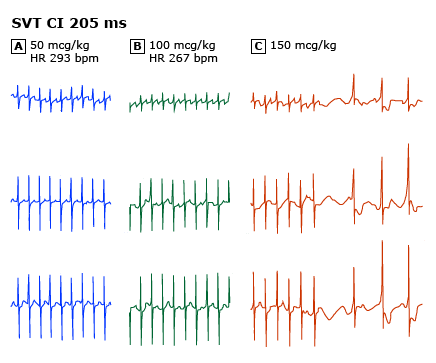 SVT CI 205 ms
A 50 mcg/kg
HR 293 bpm
B 100 mcg/kg
HR 267 bpm
C 150 mcg/kg